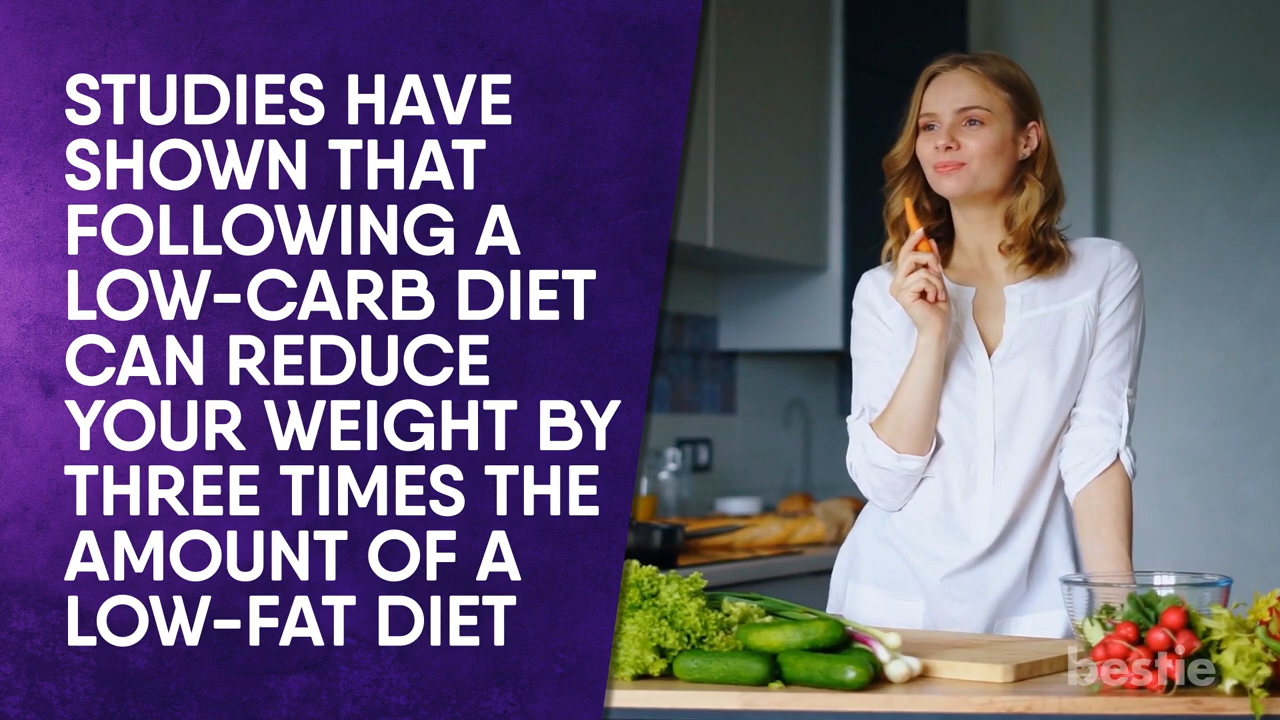 STUDIES HAVE
SHOWN THAT
FOLLOWING A
LOW-CARB DIET
CAN REDUCE
YOUR WEIGHT BY
THREE TIMES THE
AMOUNT OF A
LOW-FAT DIET
bestie